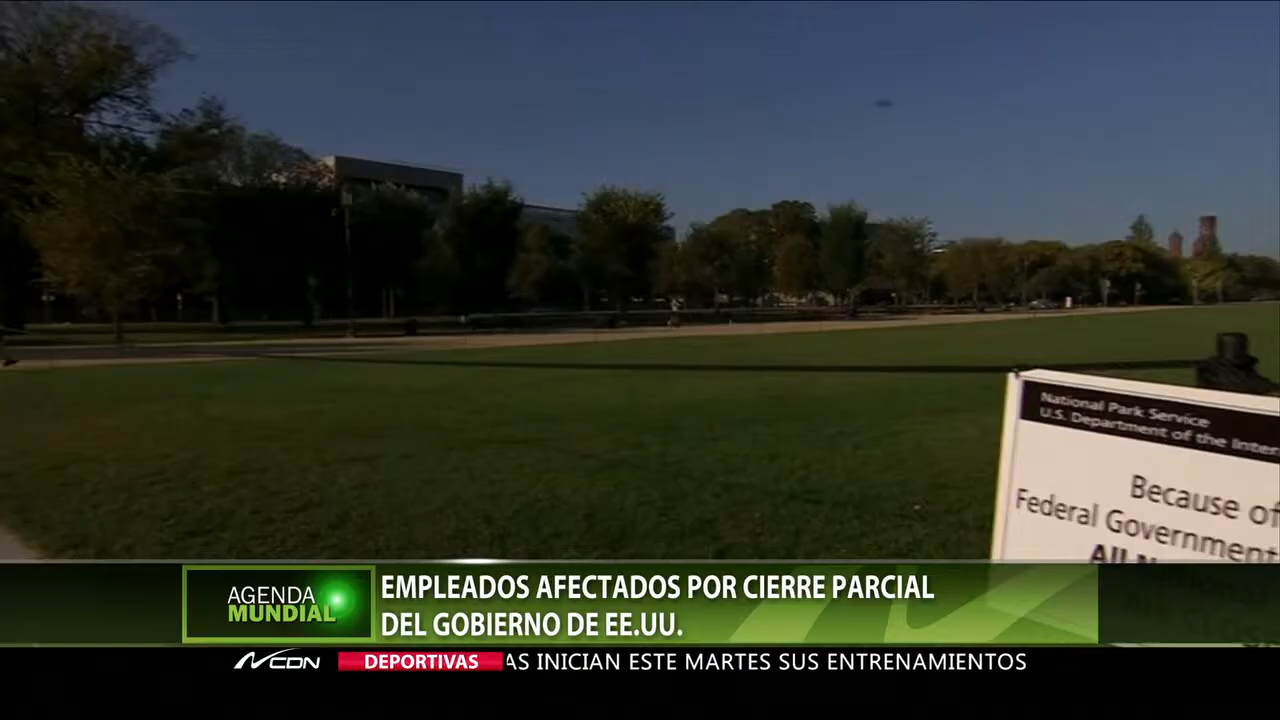 National Park Service
U.S. Department of the Inter
Because of
Federal Government
AGENDA
MUNDIAL
EMPLEADOS AFECTADOS POR CIERRE PARCIAL
DEL GOBIERNO DE EE.UU.
CDN
DEPORTIVAS
AS INICIAN ESTE MARTES SUS ENTRENAMIENTOS